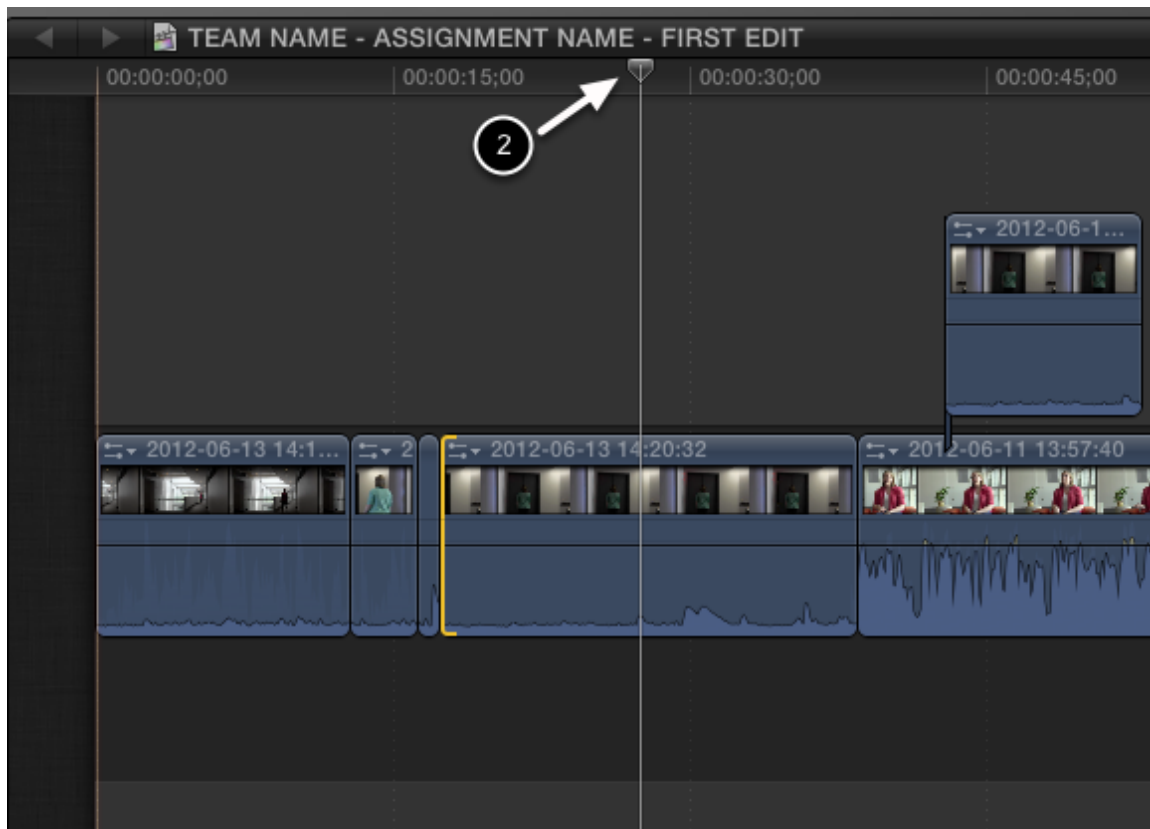 TEAM NAME - ASSIGNMENT NAME - FIRST EDIT
00:00:00;00 00:00:15;00 00:00:30;00 00:00:45;00
2
2012-06-1...
2012-06-13 14:1... 2 2012-06-13 14:20:32 2012-06-11 13:57:40